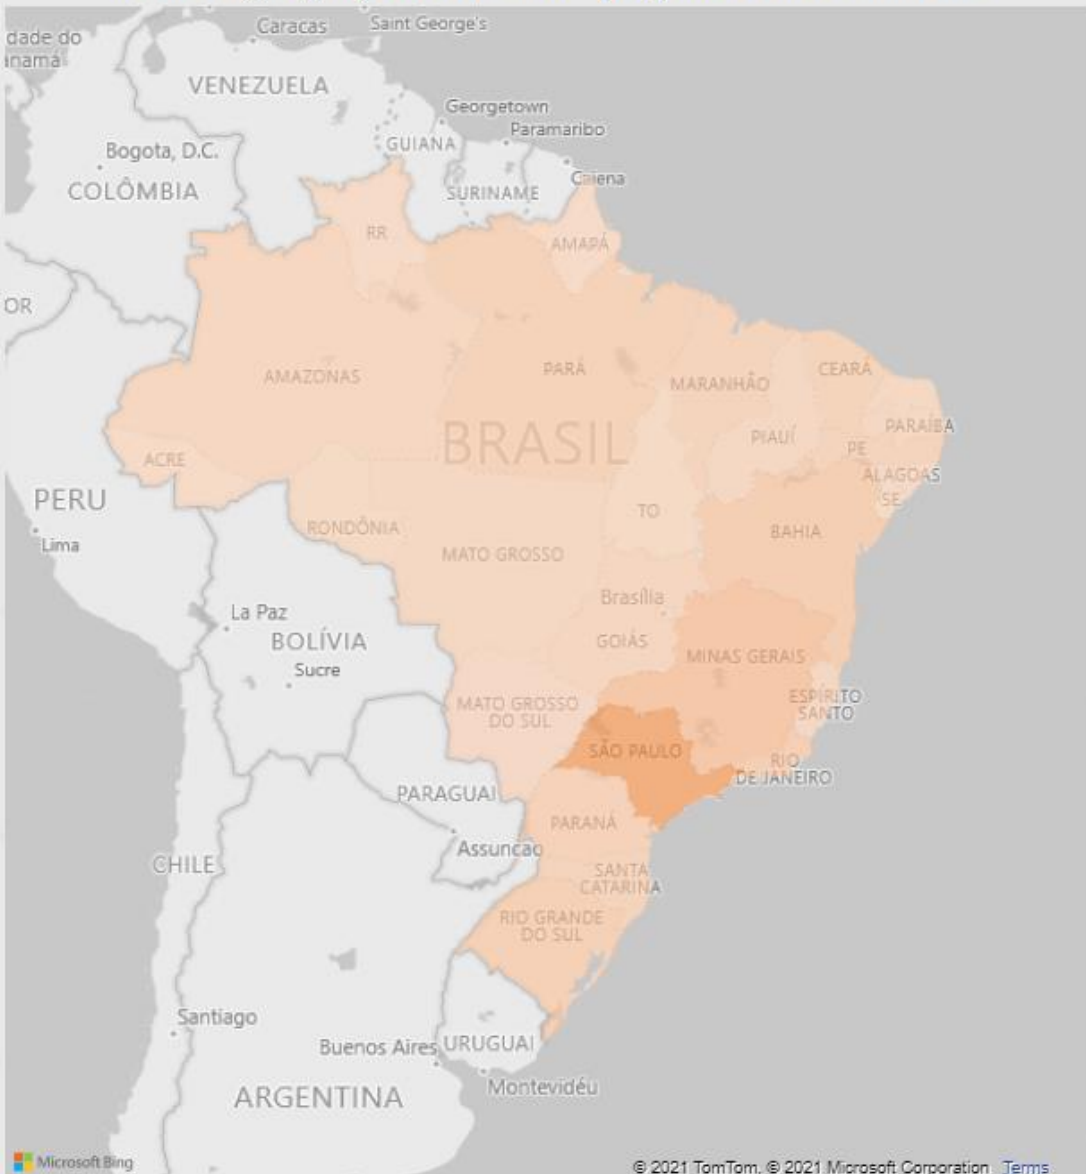 Caracas
Saint George's
dade do
anamá
VENEZUELA
Georgetown
Paramaribo
GUIANA
Bogota, D.C.
COLÔMBIA
SURINAME
Caiena
RR
AMAPÁ
OR
AMAZONAS
PARÁ
MARANHÃO
CEARÁ
BRASIL
PIAUÍ
PARAÍBA
PE
ACRE
ALAGOAS
SE
PERU
TO
RONDÔNIA
BAHIA
Lima
MATO GROSSO
Brasília
La Paz
BOLÍVIA
GOIÁS
MINAS GERAIS
Sucre
MATO GROSSO
DO SUL
ESPÍRITO
SANTO
SÃO PAULO
RIO
DE JANEIRO
PARAGUAI
PARANÁ
Assunção
CHILE
SANTA
CATARINA
RIO GRANDE
DO SUL
Santiago
Buenos Aires
URUGUAI
Montevidéu
ARGENTINA
Microsoft Bing
© 2021 TomTom, © 2021 Microsoft Corporation Terms